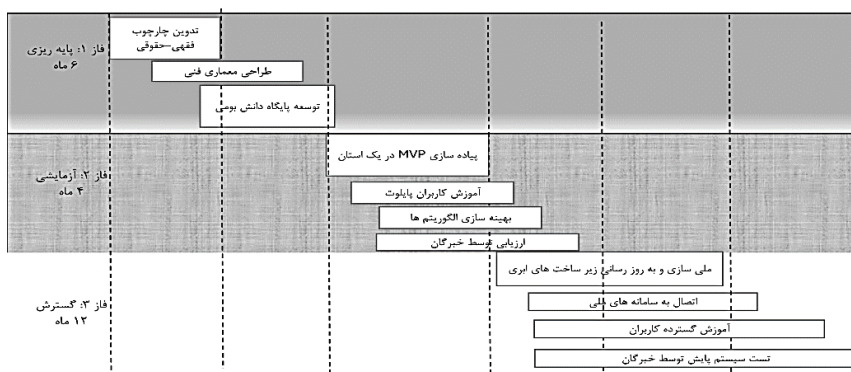 فاز ۱: پایه ریزی
۶ ماه
تدوین چارچوب
فقهی-حقوقی
طراحی معماری فنی
توسعه پایگاه دانش بومی
فاز ۲: آزمایشی
۴ ماه
پیاده سازی MVP در یک استان
آموزش کاربران پایلوت
بهینه سازی الگوریتم ها
ارزیابی توسط خبرگان
فاز ۳: گسترش
۱۲ ماه
ملی سازی و به روز رسانی زیر ساخت های ابری
اتصال به سامانه های ملی
آموزش گسترده کاربران
تست سیستم پایش توسط خبرگان